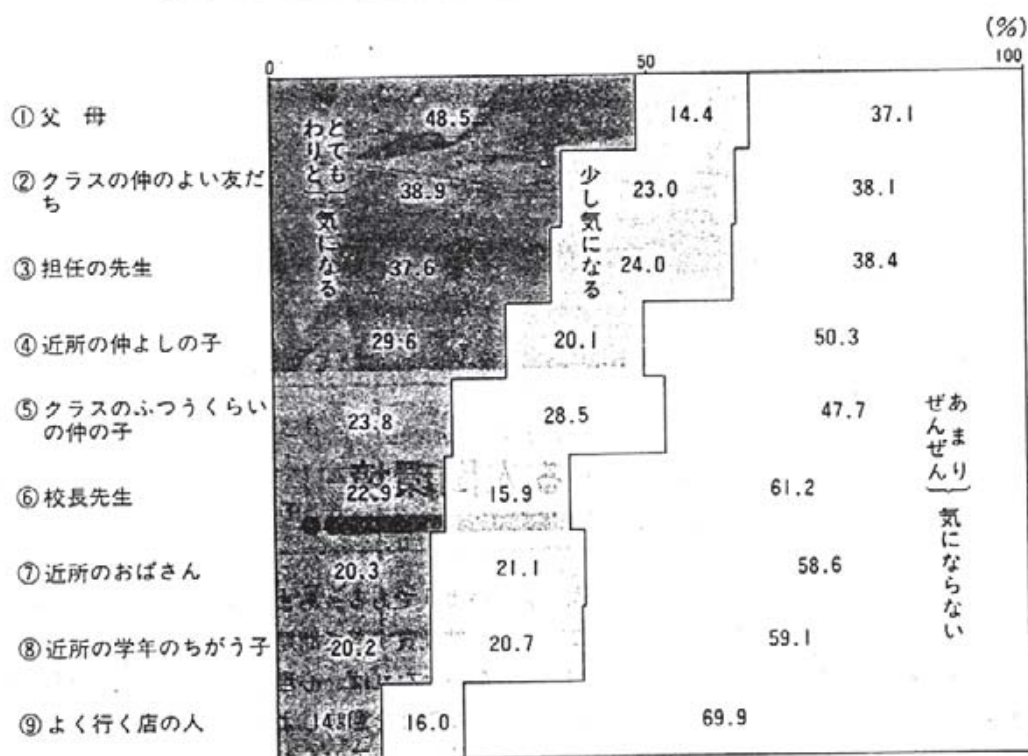 (%)
0 50 100
①父 母 48.5 14.4 37.1
②クラスの仲のよい友だ
ち 38.9 23.0 38.1
③担任の先生 37.6 24.0 38.4
④近所の仲よしの子 29.6 20.1 50.3
⑤クラスのふつうくらい
の仲の子 23.8 28.5 47.7
⑥校長先生 22.9 15.9 61.2
⑦近所のおばさん 20.3 21.1 58.6
⑧近所の学年のちがう子 20.2 20.7 59.1
⑨よく行く店の人 16.0 69.9
とても
わりと
気になる
少し気になる
あまり
ぜんぜん
気にならない